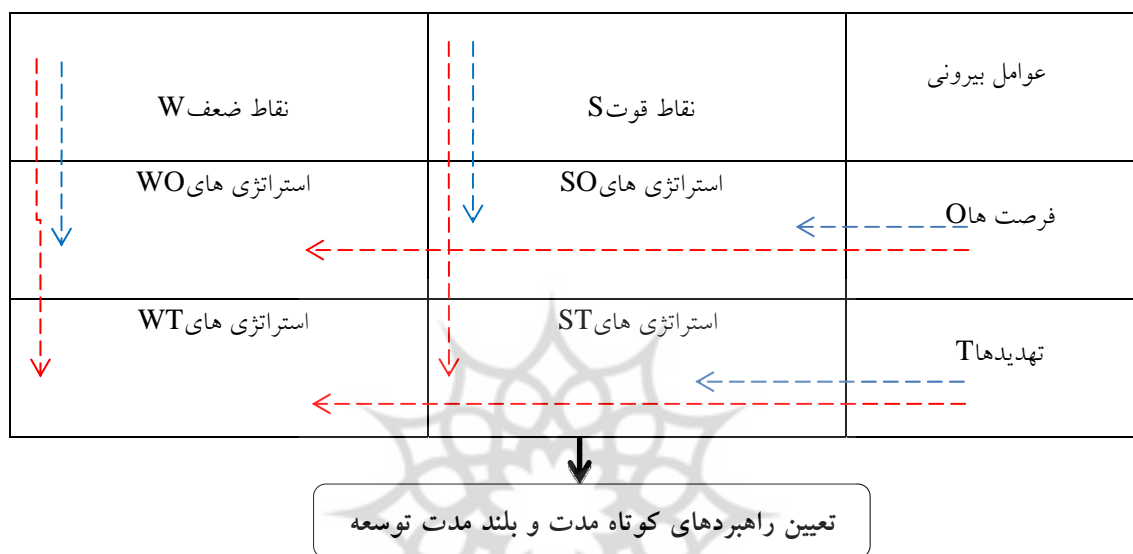 عوامل بیرونی
نقاط قوتS
نقاط ضعفW
فرصت هاO
استراتژی هایSO
استراتژی هایWO
تهدیدهاT
استراتژی هایST
استراتژی هایWT
تعیین راهبردهای کوتاه مدت و بلند مدت توسعه